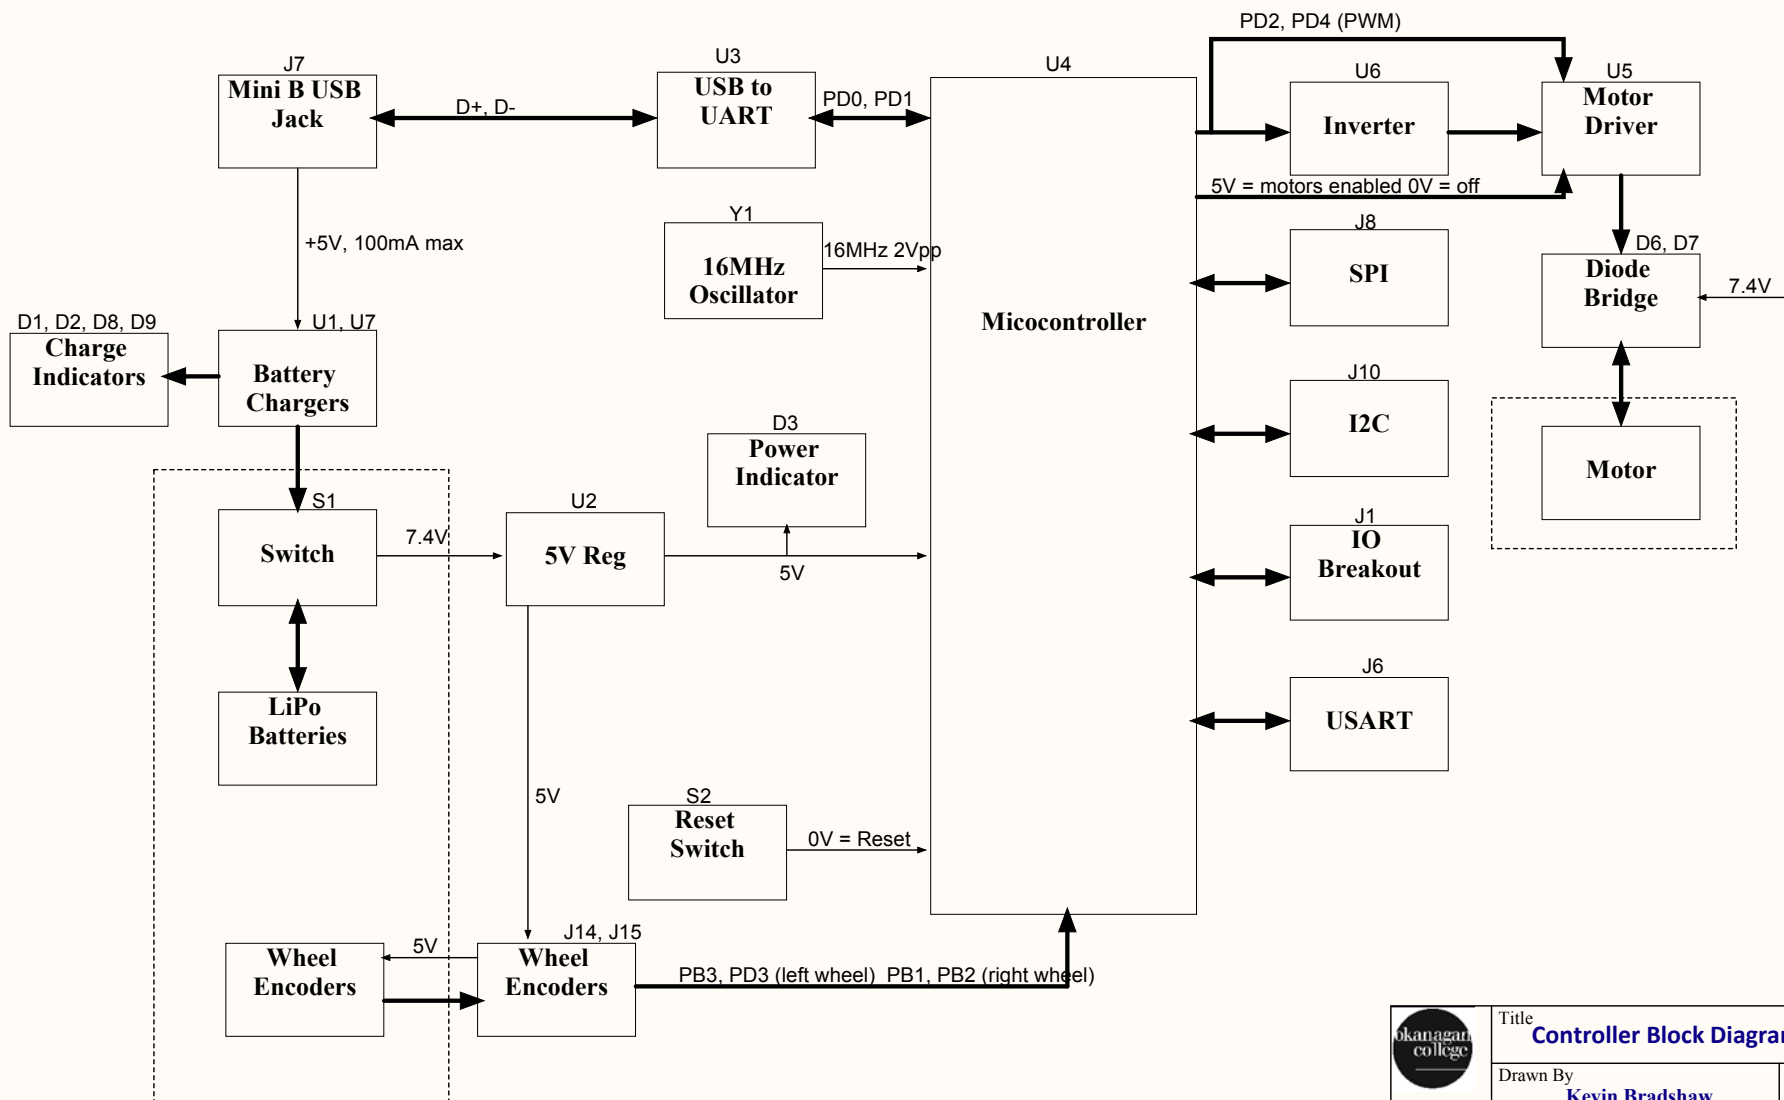 PD2, PD4 (PWM)
J7
Mini B USB
Jack
D+, D-
U3
USB to
UART
PD0, PD1
U4
Micocontroller
U6
Inverter
U5
Motor
Driver
5V = motors enabled 0V = off
+5V, 100mA max
Y1
16MHz
Oscillator
16MHz 2Vpp
J8
SPI
D6, D7
Diode
Bridge
7.4V
D1, D2, D8, D9
Charge
Indicators
U1, U7
Battery
Chargers
J10
I2C
Motor
D3
Power
Indicator
S1
Switch
7.4V
U2
5V Reg
5V
J1
IO
Breakout
LiPo
Batteries
J6
USART
5V
S2
Reset
Switch
0V = Reset
Wheel
Encoders
5V
J14, J15
Wheel
Encoders
PB3, PD3 (left wheel) PB1, PB2 (right wheel)
okanagan
college
Title
Controller Block Diagram
Drawn By
Kevin Bradshaw